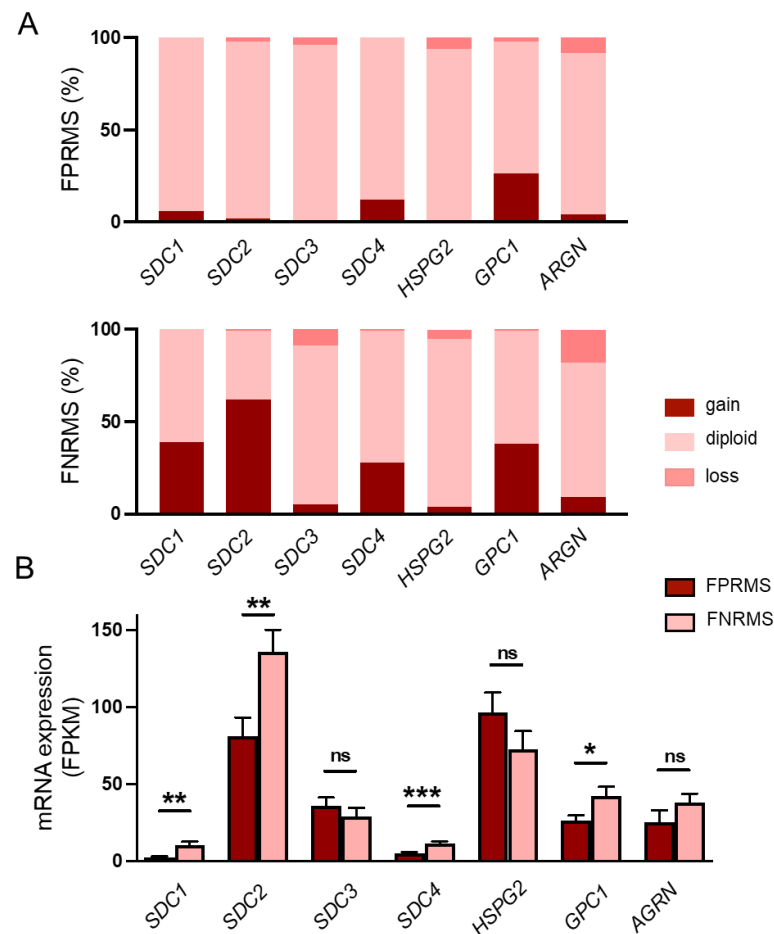 A
FPRMS (%)
100
50
0
SDC1 SDC2 SDC3 SDC4 HSPG2 GPC1 ARGN
FNRMS (%)
100
50
0
gain
diploid
loss
SDC1 SDC2 SDC3 SDC4 HSPG2 GPC1 ARGN
B
FPRMS
FNRMS
mRNA expression
(FPKM)
150
100
50
0
** ** ns *** ns * ns
SDC1 SDC2 SDC3 SDC4 HSPG2 GPC1 AGRN